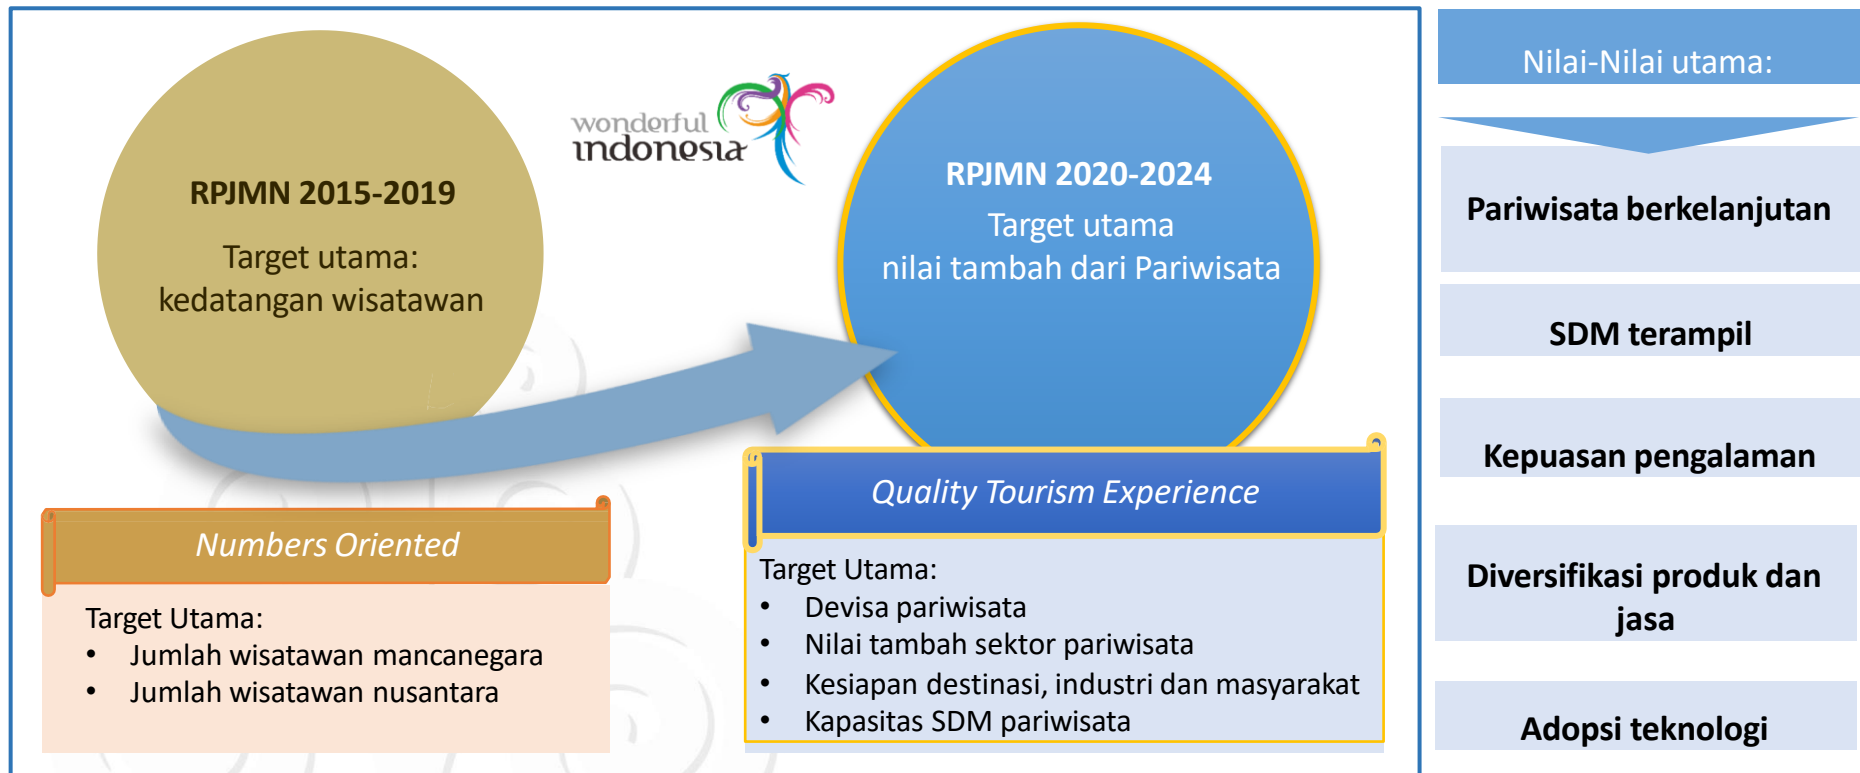 wonderful
indonesia
RPJMN 2015-2019
Target utama:
kedatangan wisatawan
Numbers Oriented
Target Utama:
• Jumlah wisatawan mancanegara
• Jumlah wisatawan nusantara
RPJMN 2020-2024
Target utama
nilai tambah dari Pariwisata
Quality Tourism Experience
Target Utama:
• Devisa pariwisata
• Nilai tambah sektor pariwisata
• Kesiapan destinasi, industri dan masyarakat
• Kapasitas SDM pariwisata
Nilai-Nilai utama:
Pariwisata berkelanjutan
SDM terampil
Kepuasan pengalaman
Diversifikasi produk dan
jasa
Adopsi teknologi